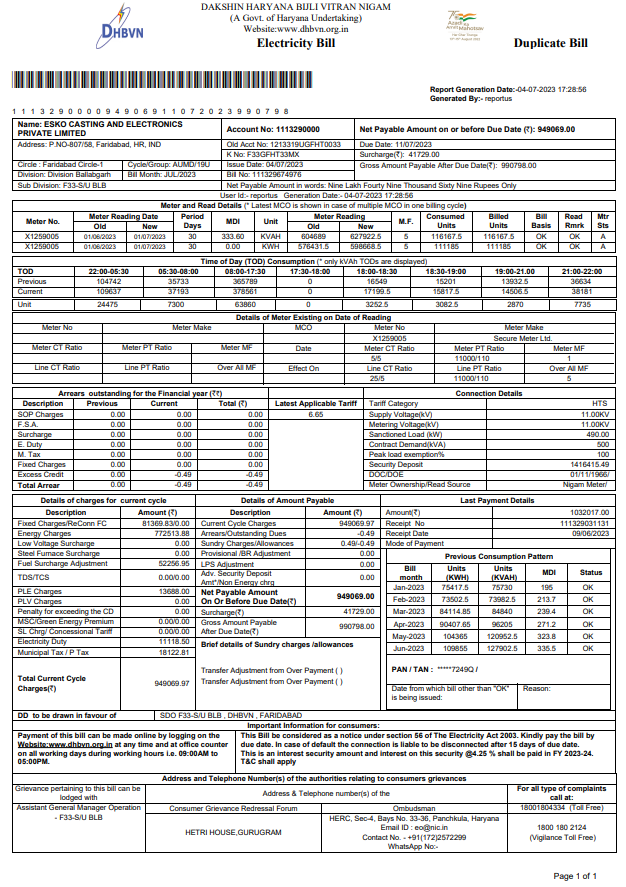 DAKSHIN HARYANA BIJLI VITRAN NIGAM
(A Govt. of Haryana Undertaking)
Website:www.dhbvn.org.in
DHBVN
Electricity Bill
Duplicate Bill
Azadi Ka Amrit Mahotsav
Report Generation Date:-04-07-2023 17:28:56
Generated By:- reportus
Name: ESKO CASTING AND ELECTRONICS PRIVATE LIMITED
Account No: 1113290000
Net Payable Amount on or before Due Date (₹): 949069.00
Address: P.NO-807/58, Faridabad, HR, IND
Old Acct No: 1213319UGFHT0033
Due Date: 11/07/2023
K No: F33GFHT33MX
Surcharge(₹): 41729.00
Circle : Faridabad Circle-1
Cycle/Group: AUMD/19U
Issue Date: 04/07/2023
Gross Amount Payable After Due Date(₹): 990798.00
Division: Division Ballabgarh
Bill Month: JUL/2023
Bill No: 111329674976
Sub Division: F33-S/U BLB
Net Payable Amount in words: Nine Lakh Fourty Nine Thousand Sixty Nine Rupees Only
User Id:- reportus Generation Date:-04-07-2023 17:28:56
Meter and Read Details (* Latest MCO is shown in case of multiple MCO in one billing cycle)
Meter No. Meter Reading Date Period Days MDI Unit Meter Reading M.F. Consumed Units Billed Units Bill Basis Read Rmrk Mtr Sts
Old New Old New
X1259005 01/06/2023 01/07/2023 30 333.60 KVAH 604689 627922.5 5 116167.5 116167.5 OK OK A
X1259005 01/06/2023 01/07/2023 30 0.00 KWH 576431.5 598668.5 5 111185 111185 OK OK A
Time of Day (TOD) Consumption (* only kVAh TODs are displayed)
TOD 22:00-05:30 05:30-08:00 08:00-17:30 17:30-18:00 18:00-18:30 18:30-19:00 19:00-21.00 21:00-22:00
Previous 104742 35733 365789 0 16549 15201 13932.5 36634
Current 109637 37193 378561 0 17199.5 15817.5 14506.5 38181
Unit 24475 7300 63860 0 3252.5 3082.5 2870 7735
Details of Meter Existing on Date of Reading
Meter No Meter Make MCO Meter No Meter Make
X1259005 Secure Meter Ltd.
Meter CT Ratio Meter PT Ratio Meter MF Date Meter CT Ratio Meter PT Ratio Meter MF
5/5 11000/110 1
Line CT Ratio Line PT Ratio Over All MF Effect On Line CT Ratio Line PT Ratio Over All MF
25/5 11000/110 5
Arrears outstanding for the Financial year (₹₹)
Description Previous Current Total (₹) Latest Applicable Tariff
SOP Charges 0.00 0.00 0.00 6.65
F.S.A. 0.00 0.00 0.00
Surcharge 0.00 0.00 0.00
E. Duty 0.00 0.00 0.00
M. Tax 0.00 0.00 0.00
Fixed Charges 0.00 0.00 0.00
Excess Credit -0.49 -0.49
Total Arrear 0.00 -0.49 -0.49
Connection Details
Tariff Category HTS
Supply Voltage(kV) 11.00KV
Metering Voltage(kV) 11.00KV
Sanctioned Load (kW) 490.00
Contract Demand(kVA) 500
Peak load exemption% 100
Security Deposit 1416415.49
DOC/DOE 01/11/1966/
Meter Ownership/Read Source Nigam Meter/
Details of charges for current cycle
Description Amount (₹)
Fixed Charges/ReConn FC 81369.83/0.00
Energy Charges 772513.88
Low Voltage Surcharge 0.00
Steel Furnace Surcharge 0.00
Fuel Surcharge Adjustment 52256.95
TDS/TCS 0.00/0.00
PLE Charges 13688.00
PLV Charges 0.00
Penalty for exceeding the CD 0.00
MSC/Green Energy Premium 0.00/0.00
SL Chrg/ Concessional Tariff 0.00/0.00
Electricity Duty 11118.50
Municipal Tax / P Tax 18122.81
Total Current Cycle Charges(₹) 949069.97
Details of Amount Payable
Description Amount (₹)
Current Cycle Charges 949069.97
Arrears/Outstanding Dues -0.49
Sundry Charges/Allowances 0.49/-0.49
Provisional /BR Adjustment 0.00
LPS Adjustment 0.00
Adv. Security Deposit Amt*/Non Energy chrg 0.00
Net Payable Amount On Or Before Due Date(₹) 949069.00
Surcharge(₹) 41729.00
Gross Amount Payable After Due Date(₹) 990798.00
Brief details of Sundry charges /allowances
Transfer Adjustment from Over Payment ( )
Transfer Adjustment from Over Payment ( )
Last Payment Details
Amount(₹) 1032017.00
Receipt No 111329031131
Receipt Date 09/06/2023
Mode of Payment
Previous Consumption Pattern
Bill month Units (KWH) Units (KVAH) MDI Status
Jan-2023 75417.5 75730 195 OK
Feb-2023 73502.5 73982.5 213.7 OK
Mar-2023 84114.85 84840 239.4 OK
Apr-2023 90407.65 96205 271.2 OK
May-2023 104365 120952.5 323.8 OK
Jun-2023 109855 127902.5 335.5 OK
PAN / TAN : *****7249Q /
Date from which bill other than "OK" is being issued:
Reason:
DD to be drawn in favour of SDO F33-S/U BLB , DHBVN , FARIDABAD
Important Information for consumers:
Payment of this bill can be made online by logging on the Website:www.dhbvn.org.in at any time and at office counter on all working days during working hours i.e. 09:00AM to 05:00PM.
This Bill be considered as a notice under section 56 of The Electricity Act 2003. Kindly pay the bill by due date. In case of default the connection is liable to be disconnected after 15 days of due date.
This is an interest security amount and interest on this security @4.25 % shall be paid in FY 2023-24.
T&C shall apply
Address and Telephone Number(s) of the authorities relating to consumers grievances
Grievance pertaining to this bill can be lodged with
Address & Telephone number(s) of the
For all type of complaints call at:
Assistant General Manager Operation - F33-S/U BLB
Consumer Grievance Redressal Forum
Ombudsman
18001804334 (Toll Free)
HETRI HOUSE,GURUGRAM
HERC, Sec-4, Bays No. 33-36, Panchkula, Haryana
Email ID : eo@nic.in
Contact No. - +91(172)2572299
WhatsApp No:-
1800 180 2124
(Vigilance Toll Free)
Page 1 of 1